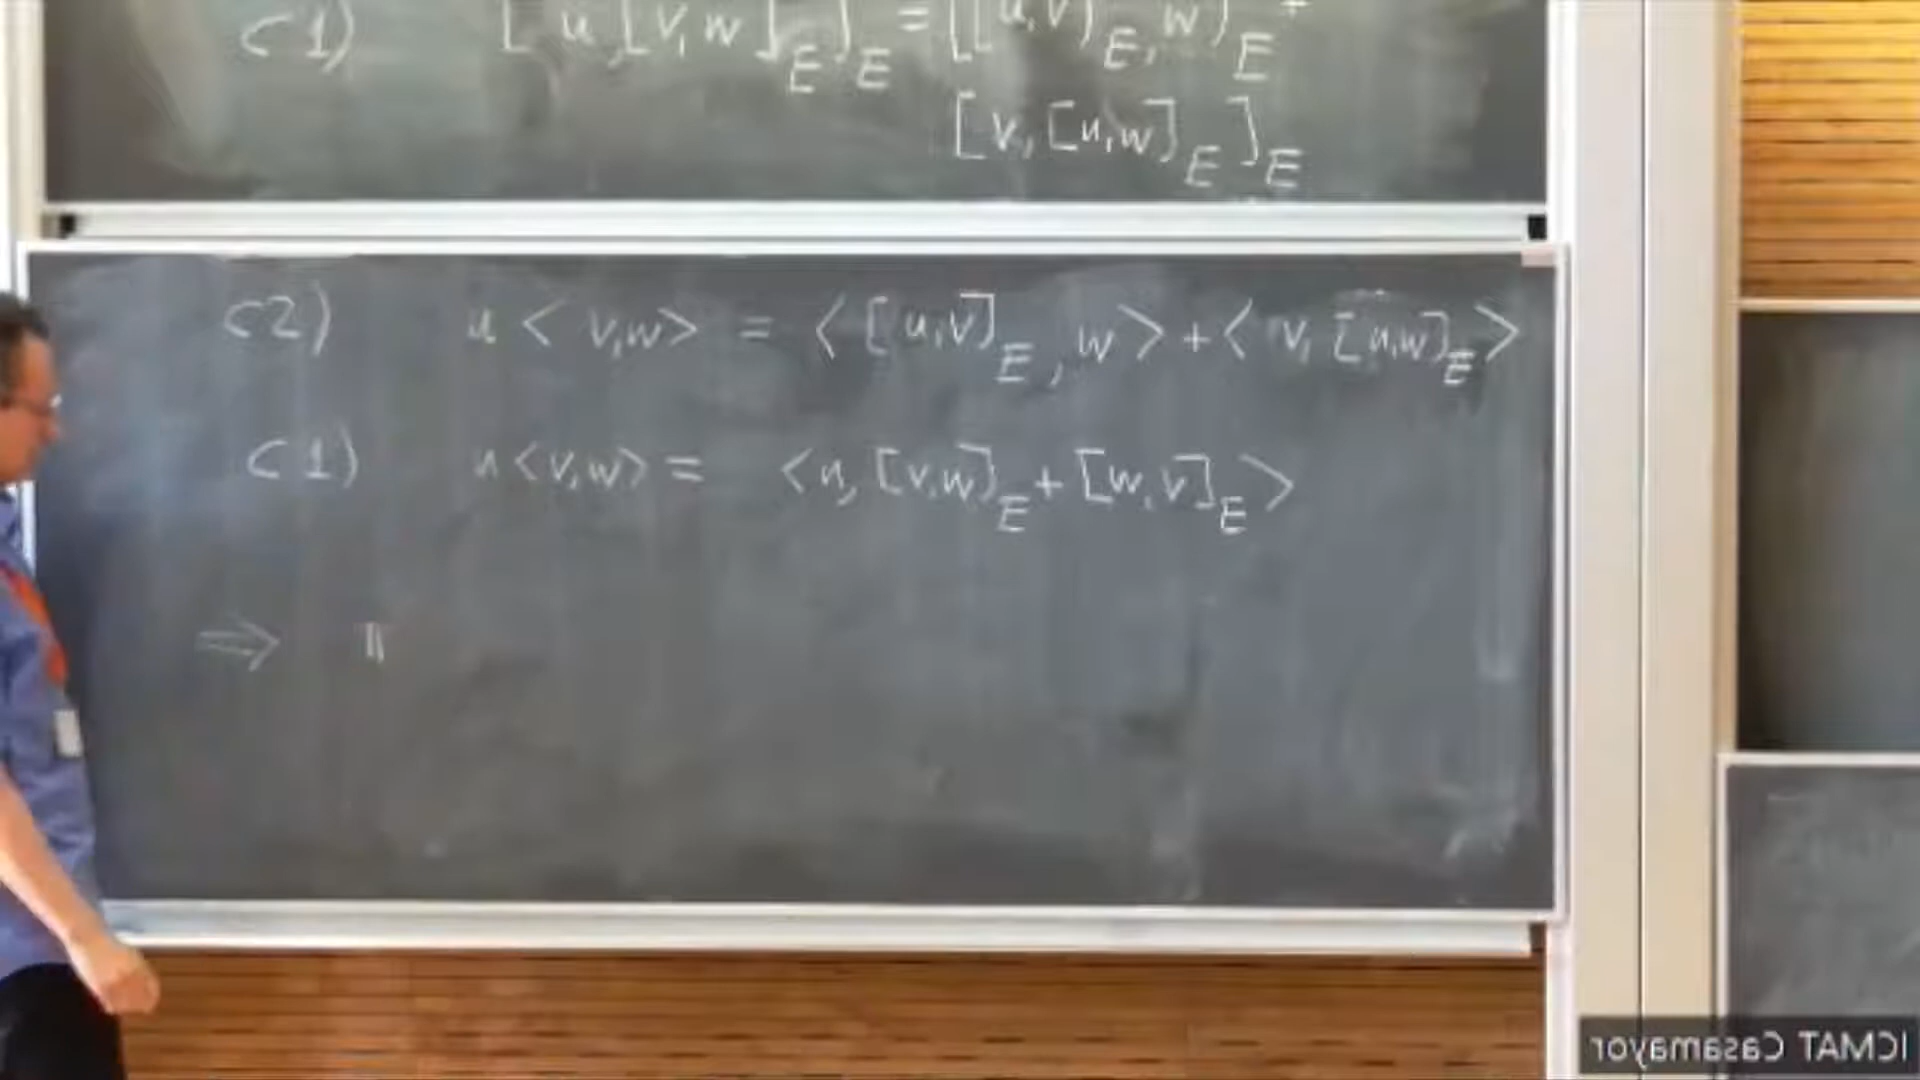 C1) [u,[v,w]_E]_E = [[u,v]_E,w]_E +
[v,[u,w]_E]_E
C2) u<v,w> = <[u,v]_E,w>+<v,[u,w]_E>
C1) u<v,w> = <u,[v,w]_E+[w,v]_E>
⇒
ICMAT Casamayor